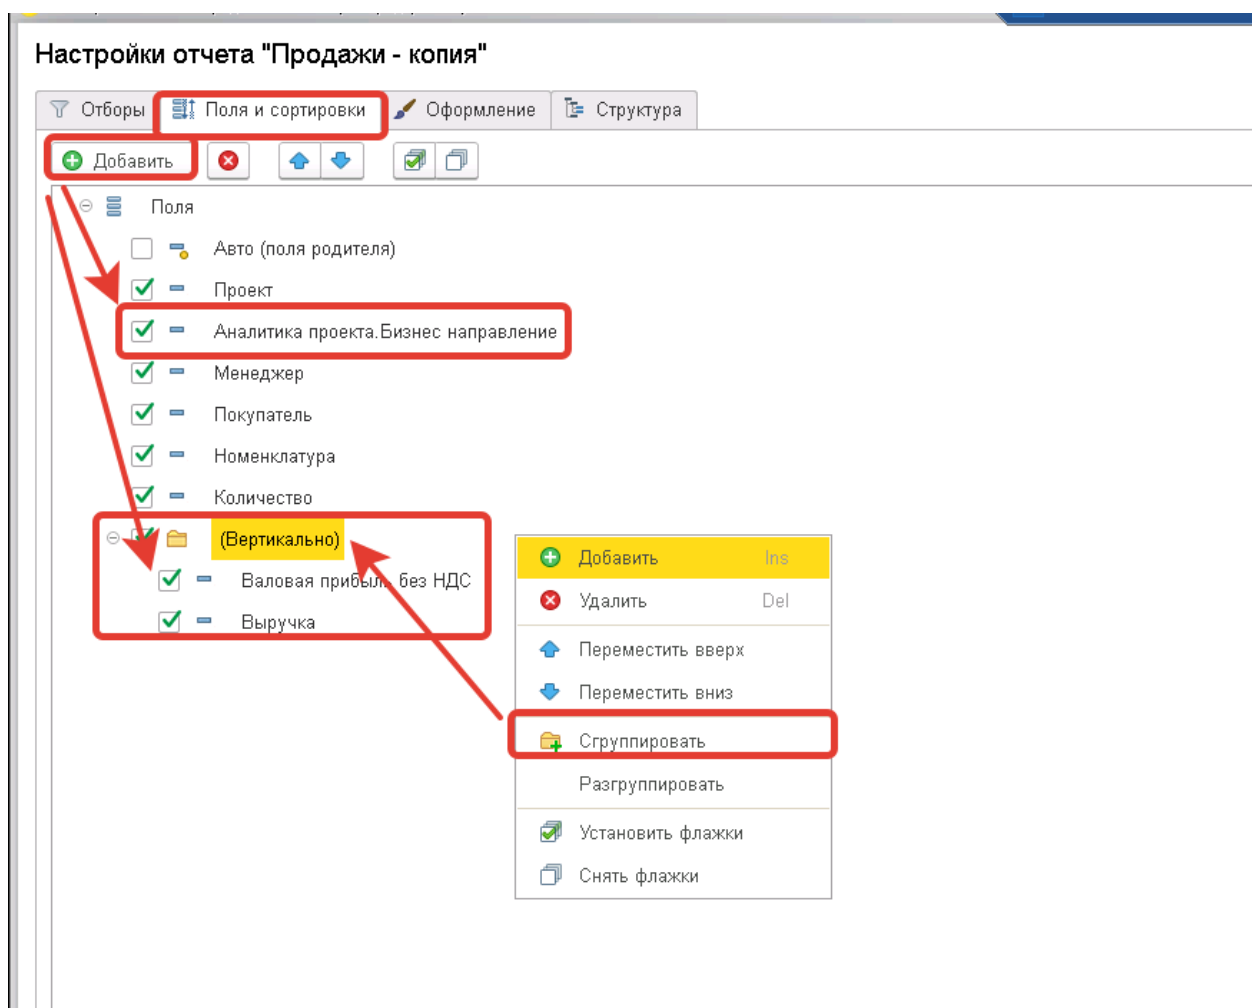 Настройки отчета "Продажи - копия"
Отборы Поля и сортировки Оформление Структура
Добавить
Поля
Авто (поля родителя)
Проект
Аналитика проекта.Бизнес направление
Менеджер
Покупатель
Номенклатура
Количество
(Вертикально)
Валовая прибыль без НДС
Выручка
Добавить Ins
Удалить Del
Переместить вверх
Переместить вниз
Сгруппировать
Разгруппировать
Установить флажки
Снять флажки